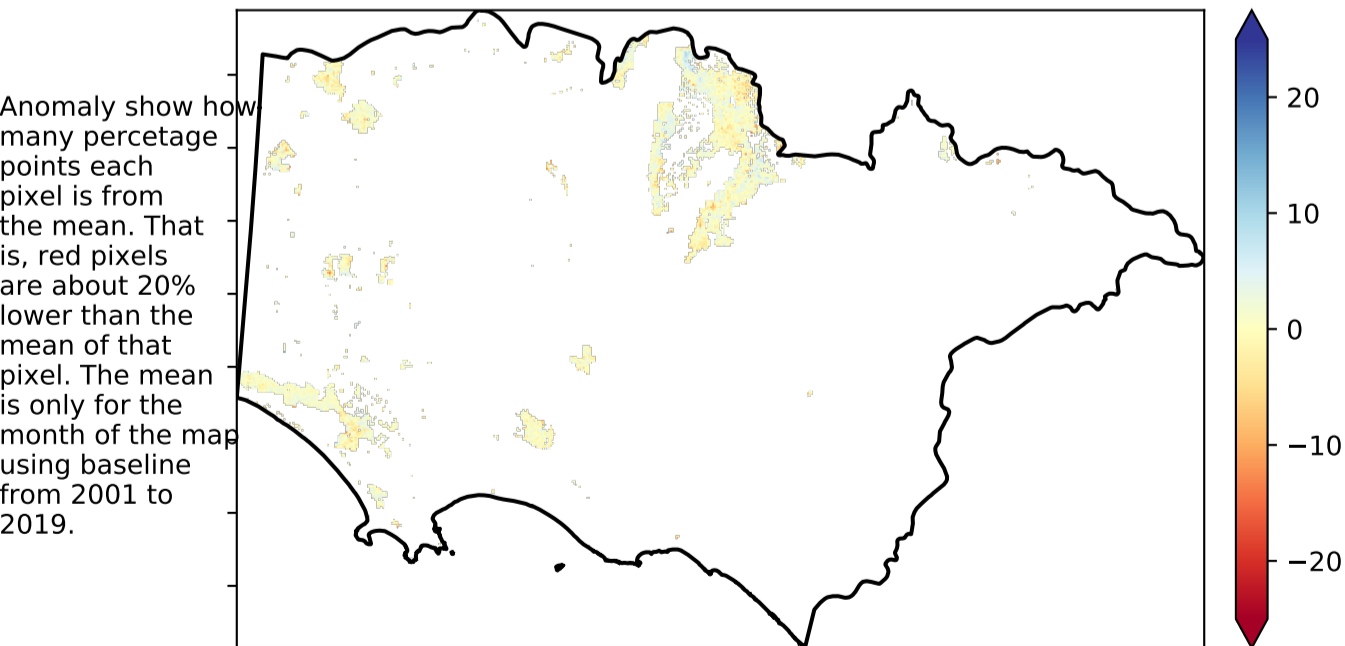 Anomaly show how
many percetage
points each
pixel is from
the mean. That
is, red pixels
are about 20%
lower than the
mean of that
pixel. The mean
is only for the
month of the map
using baseline
from 2001 to
2019.
20
10
0
−10
−20